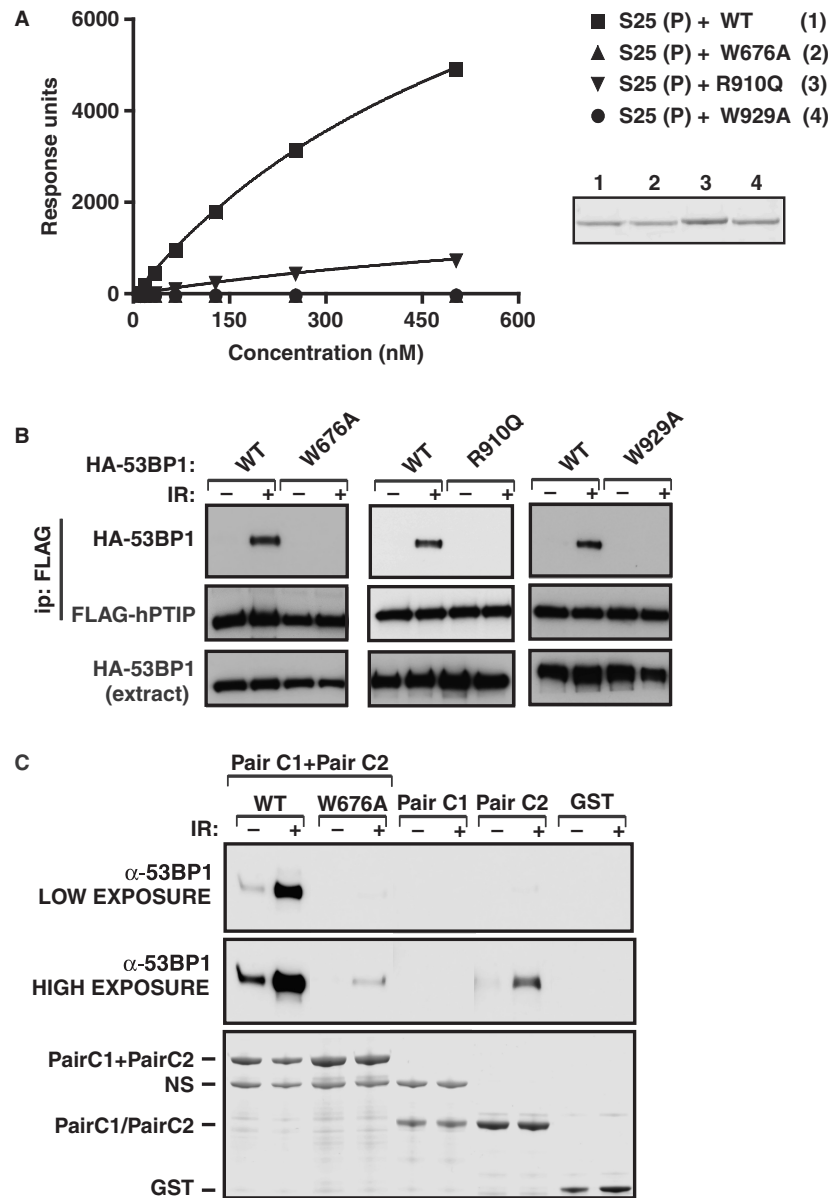 A
6000
4000
2000
0
Response units
0 150 300 450 600
Concentration (nM)
S25 (P) + WT (1)
S25 (P) + W676A (2)
S25 (P) + R910Q (3)
S25 (P) + W929A (4)
1 2 3 4
B
HA-53BP1: WT W676A WT R910Q WT W929A
IR: – + – + – + – + – + – +
ip: FLAG
HA-53BP1
FLAG-hPTIP
HA-53BP1
(extract)
C
Pair C1+Pair C2
WT W676A Pair C1 Pair C2 GST
IR: – + – + – + – + – +
α-53BP1
LOW EXPOSURE
α-53BP1
HIGH EXPOSURE
PairC1+PairC2 –
NS –
PairC1/PairC2 –
GST –